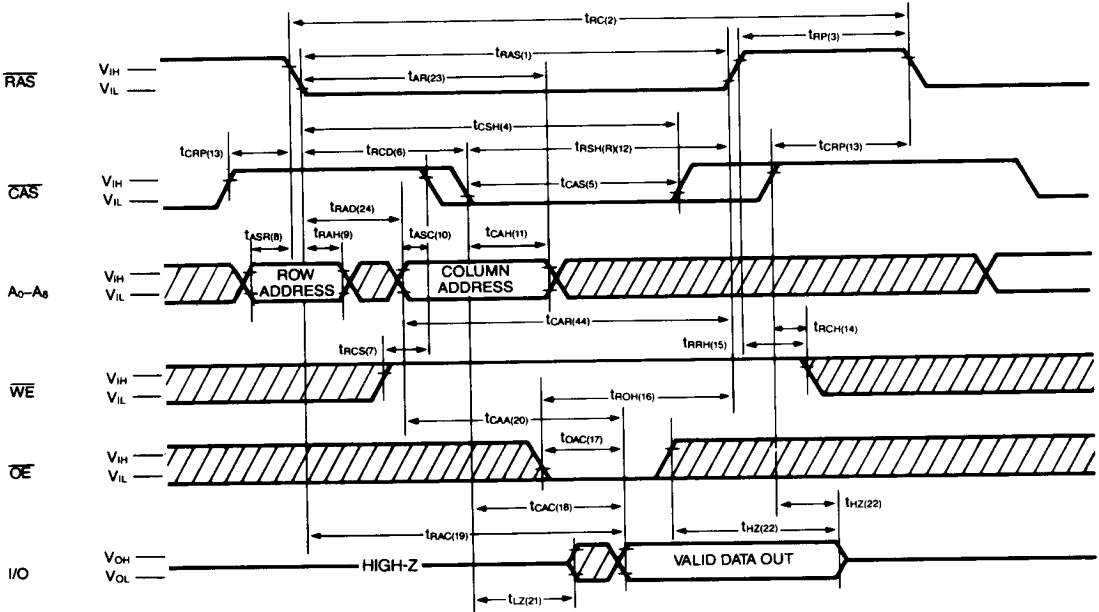 tRC(2)
tRAS(1)
tRP(3)
tAR(23)
RAS
VIH
VIL
tCSH(4)
tCRP(13)
tRCD(6)
tRSH(R)(12)
tCRP(13)
CAS
VIH
VIL
tCAS(5)
tRAD(24)
tASR(8)
tRAH(9)
tASC(10)
tCAH(11)
A0–A8
VIH
VIL
ROW
ADDRESS
COLUMN
ADDRESS
tCAR(44)
tRCS(7)
tRRH(15)
tRCH(14)
WE
VIH
VIL
tROH(16)
tCAA(20)
tOAC(17)
OE
VIH
VIL
tCAC(18)
tHZ(22)
tRAC(19)
tHZ(22)
I/O
VOH
VOL
HIGH-Z
VALID DATA OUT
tLZ(21)